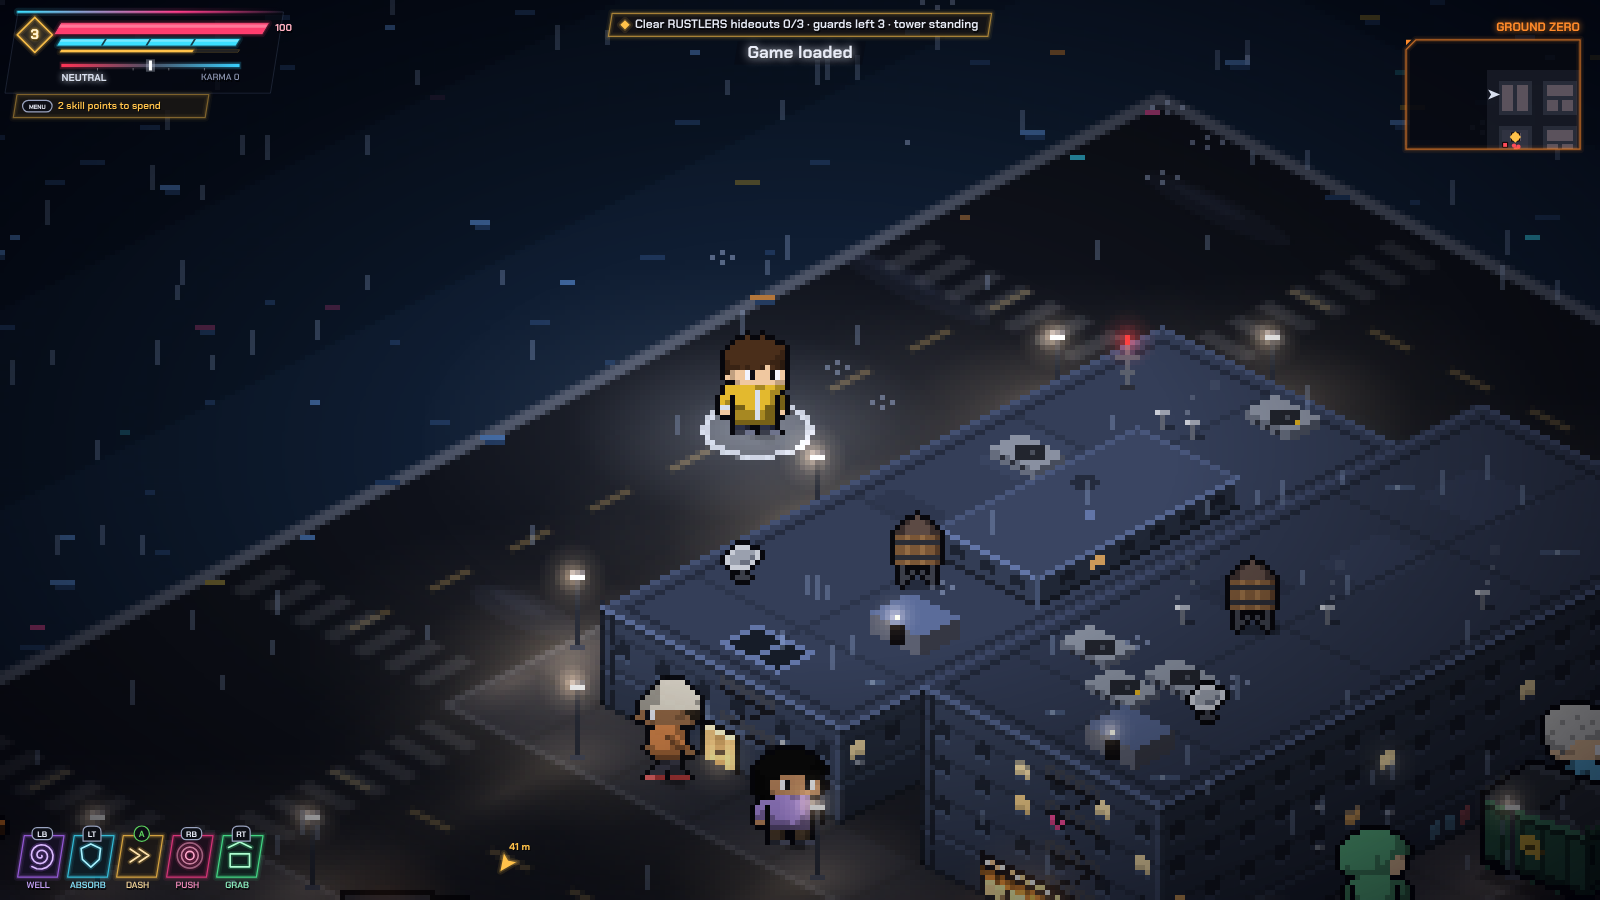 3
100
NEUTRAL
KARMA 0
MENU
2 skill points to spend
Clear RUSTLERS hideouts 0/3 · guards left 3 · tower standing
Game loaded
GROUND ZERO
41 m
LB
LT
A
RB
RT
WELL
ABSORB
DASH
PUSH
GRAB